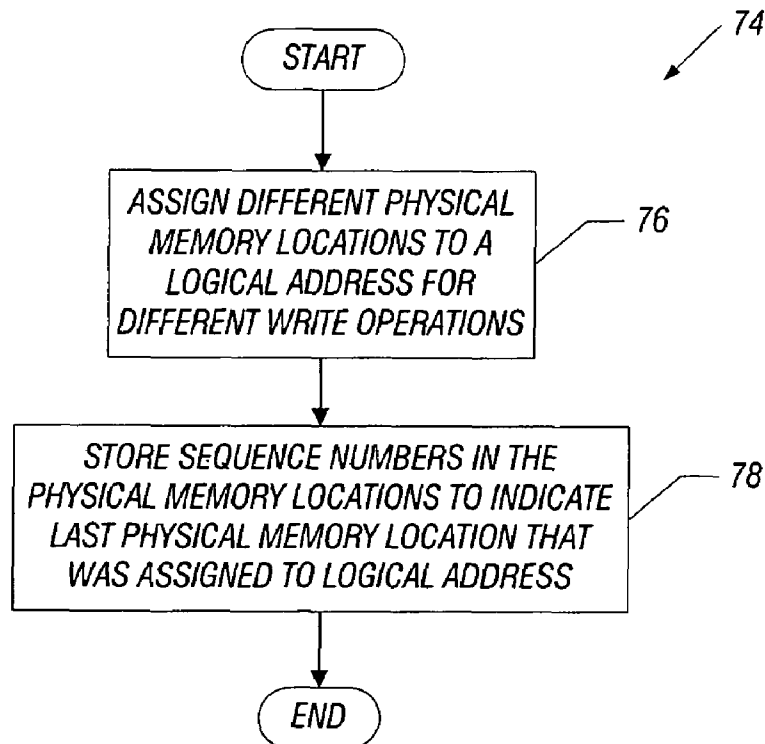 74
START
ASSIGN DIFFERENT PHYSICAL
MEMORY LOCATIONS TO A
LOGICAL ADDRESS FOR
DIFFERENT WRITE OPERATIONS
76
STORE SEQUENCE NUMBERS IN THE
PHYSICAL MEMORY LOCATIONS TO INDICATE
LAST PHYSICAL MEMORY LOCATION THAT
WAS ASSIGNED TO LOGICAL ADDRESS
78
END